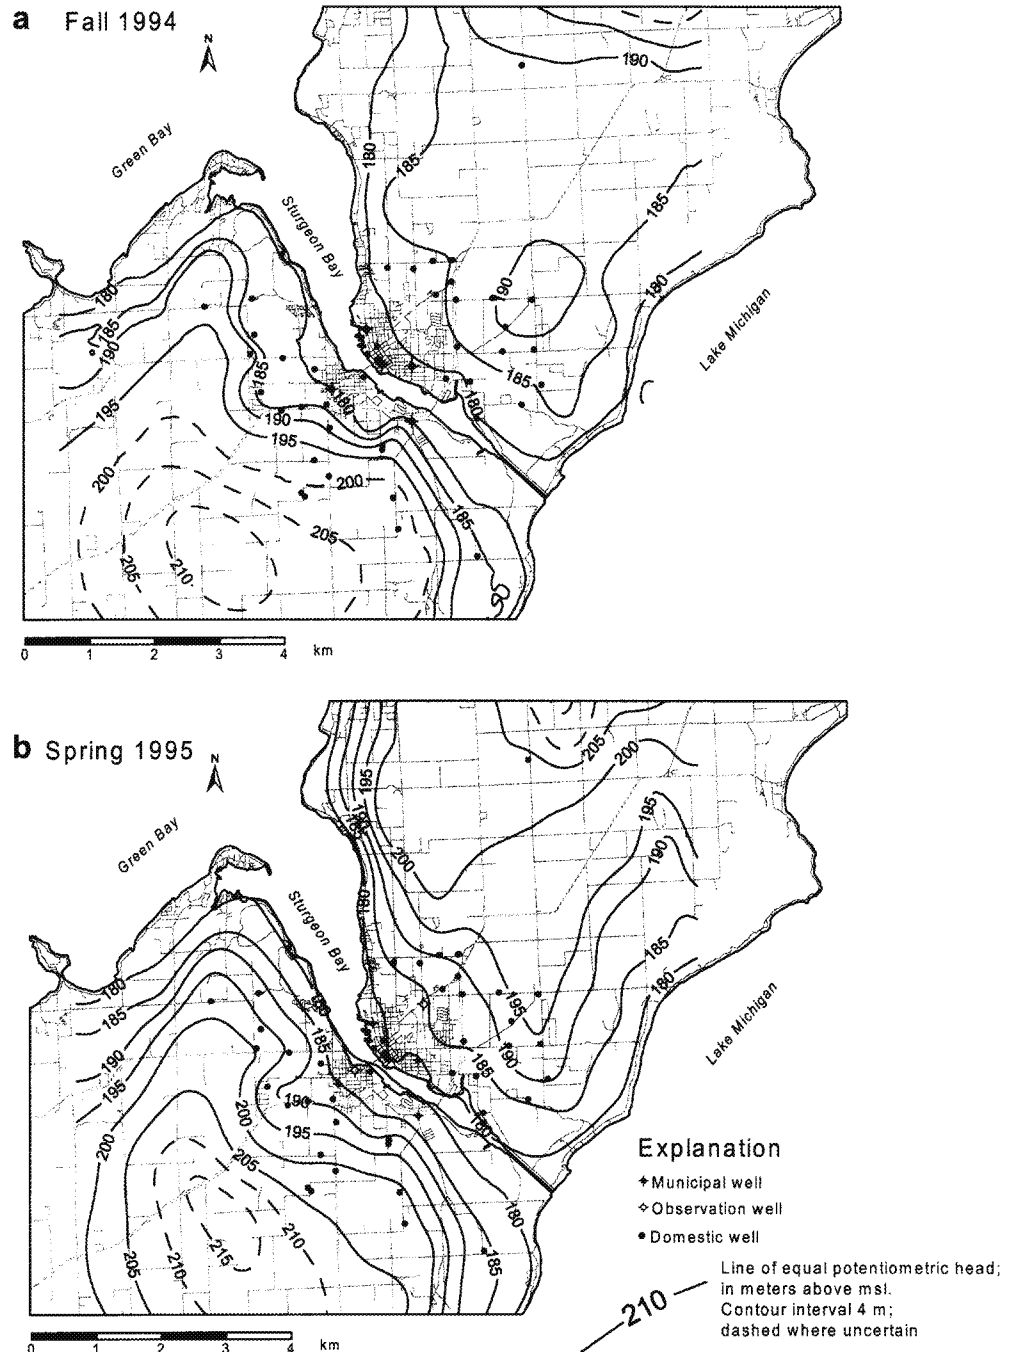 a Fall 1994
N
Green Bay
Sturgeon Bay
Lake Michigan
190
180
185
185
190
180
180
185
190
185
195
185
180
180
190
195
200
200
185
205
205
210
0 1 2 3 4 km
b Spring 1995
N
Green Bay
Sturgeon Bay
Lake Michigan
205
200
195
195
200
190
180
185
180
180
185
195
185
190
190
185
195
190
180
200
200
195
205
180
210
185
205
210
215
0 1 2 3 4 km
Explanation
Municipal well
Observation well
Domestic well
210
Line of equal potentiometric head;
in meters above msl.
Contour interval 4 m;
dashed where uncertain